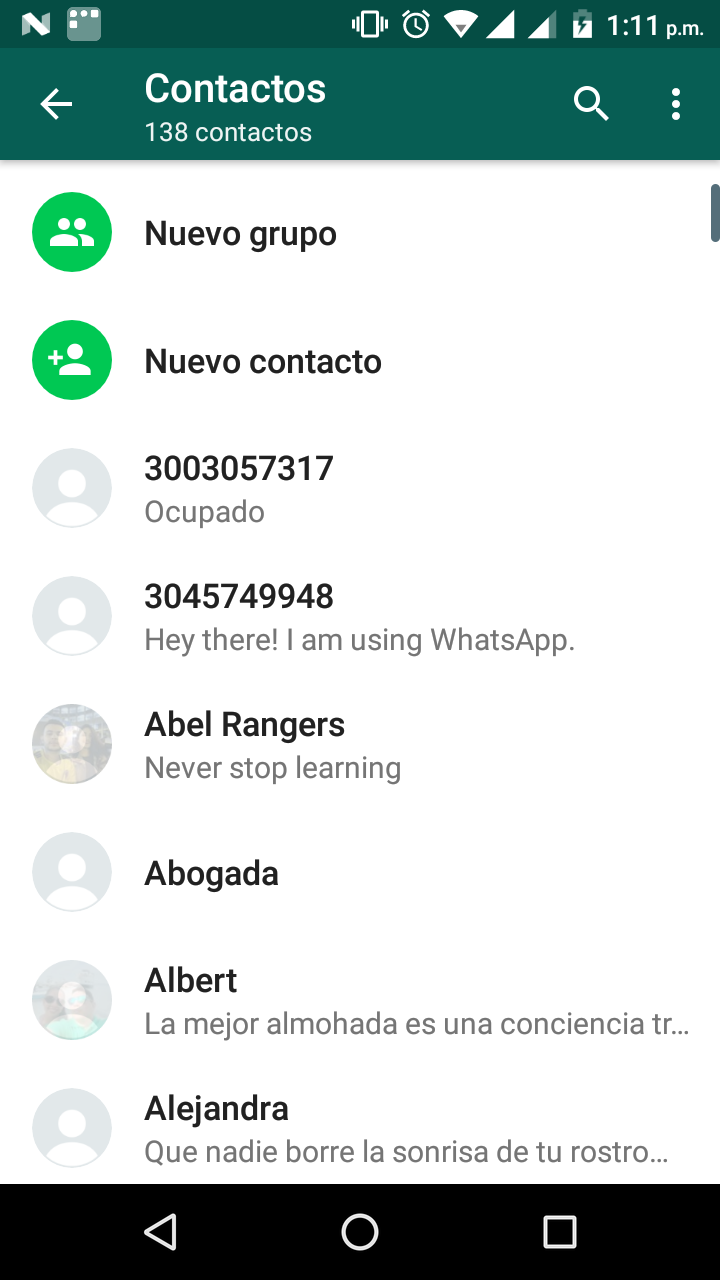 1:11 p.m.
Contactos
138 contactos
Nuevo grupo
Nuevo contacto
3003057317
Ocupado
3045749948
Hey there! I am using WhatsApp.
Abel Rangers
Never stop learning
Abogada
Albert
La mejor almohada es una conciencia tr...
Alejandra
Que nadie borre la sonrisa de tu rostro...